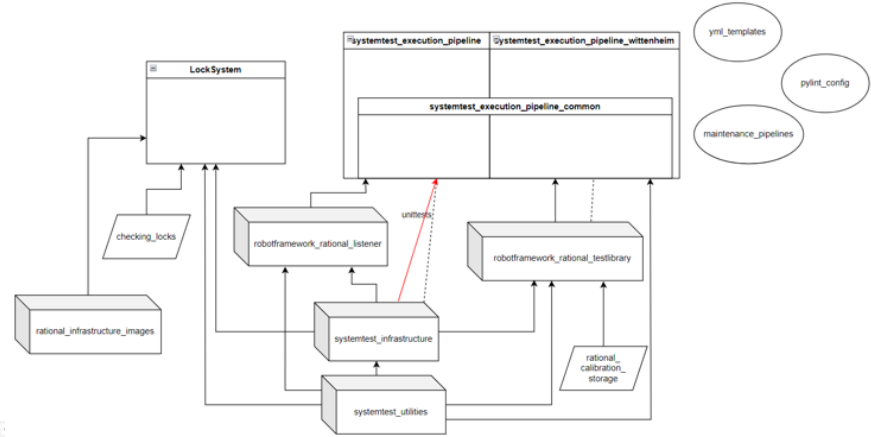 systemtest_execution_pipeline
systemtest_execution_pipeline_wittenheim
yml_templates
LockSystem
pylint_config
systemtest_execution_pipeline_common
maintenance_pipelines
unittests
checking_locks
robotframework_rational_listener
robotframework_rational_testlibrary
rational_infrastructure_images
systemtest_infrastructure
rational_
calibration_
storage
systemtest_utilities